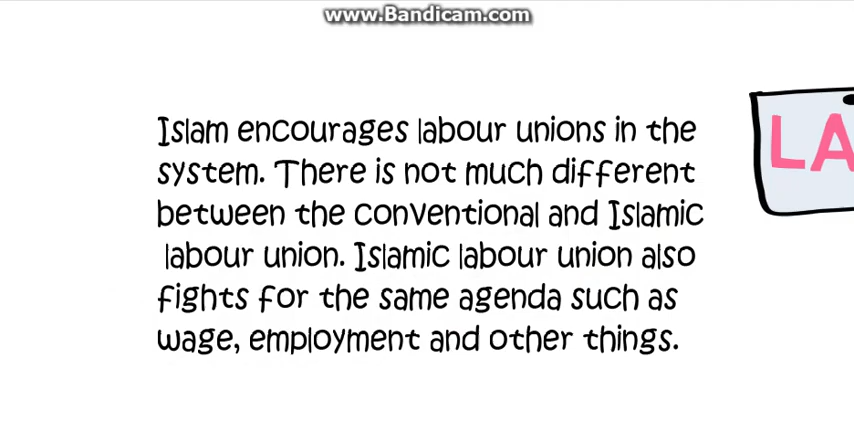 www.Bandicam.com
LA
Islam encourages labour unions in the
system. There is not much different
between the conventional and Islamic
labour union. Islamic labour union also
fights for the same agenda such as
wage, employment and other things.